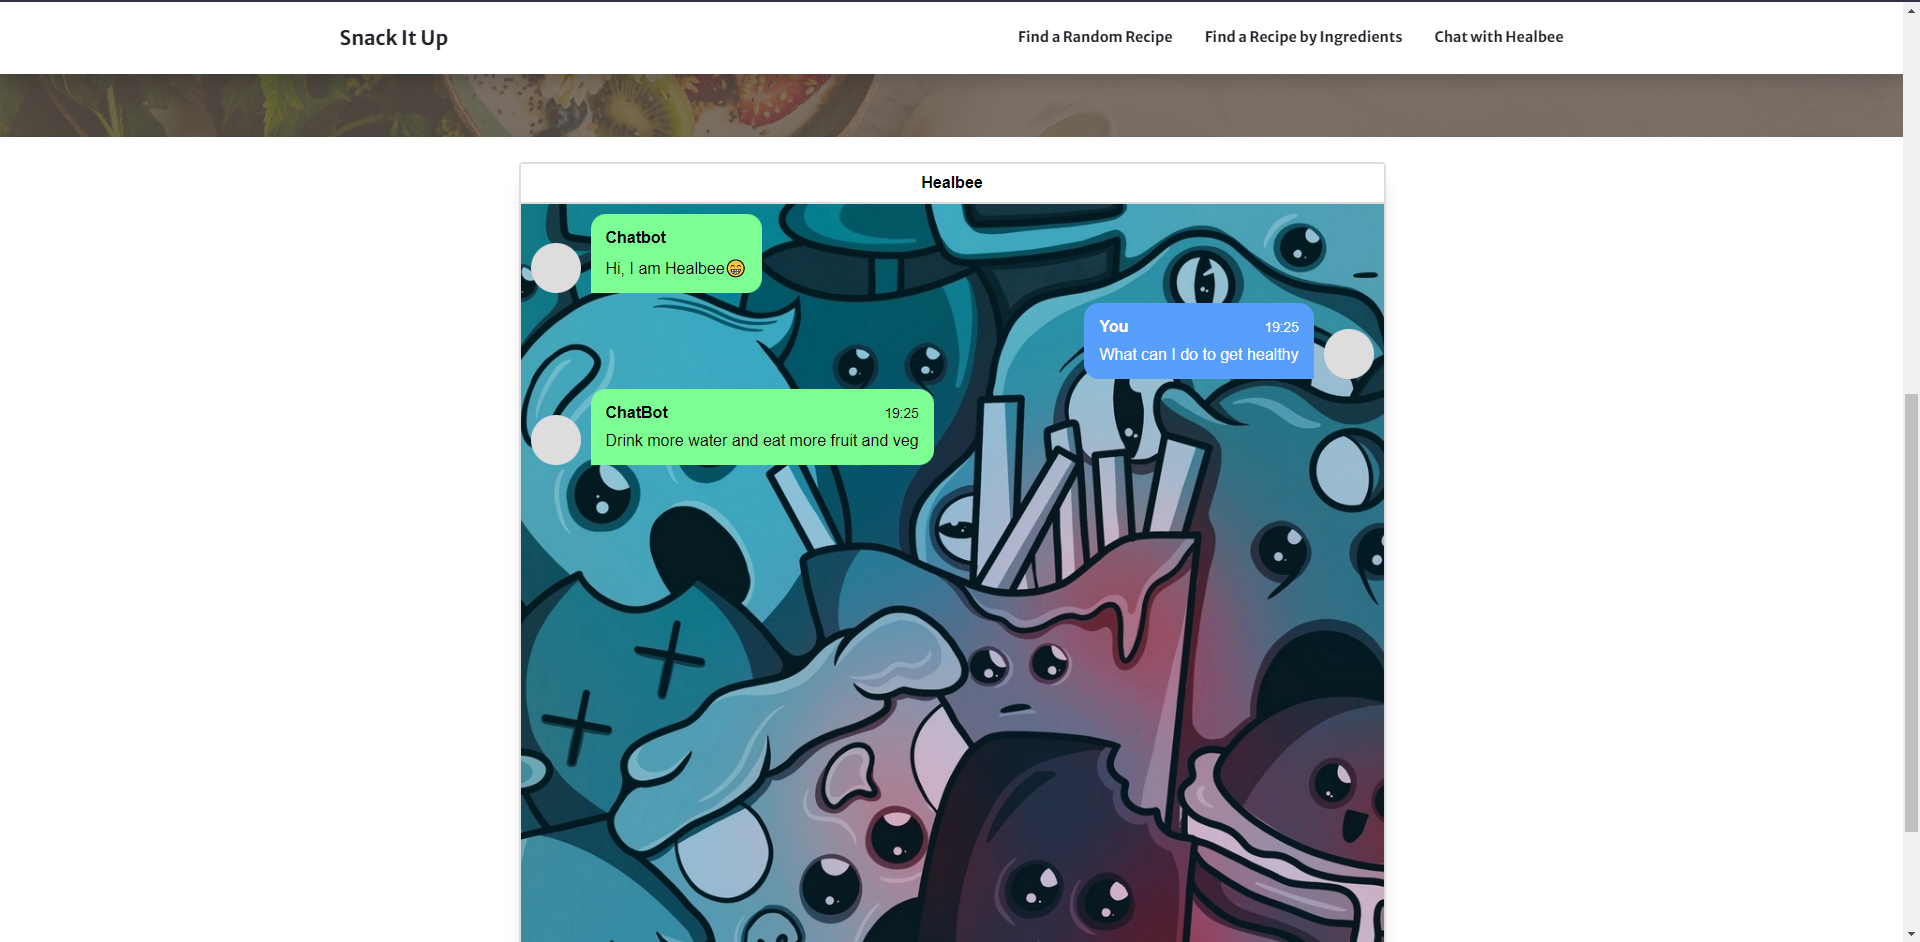 Snack It Up
Find a Random Recipe Find a Recipe by Ingredients Chat with Healbee
Healbee
Chatbot
Hi, I am Healbee😁
You 19:25
What can I do to get healthy
ChatBot 19:25
Drink more water and eat more fruit and veg